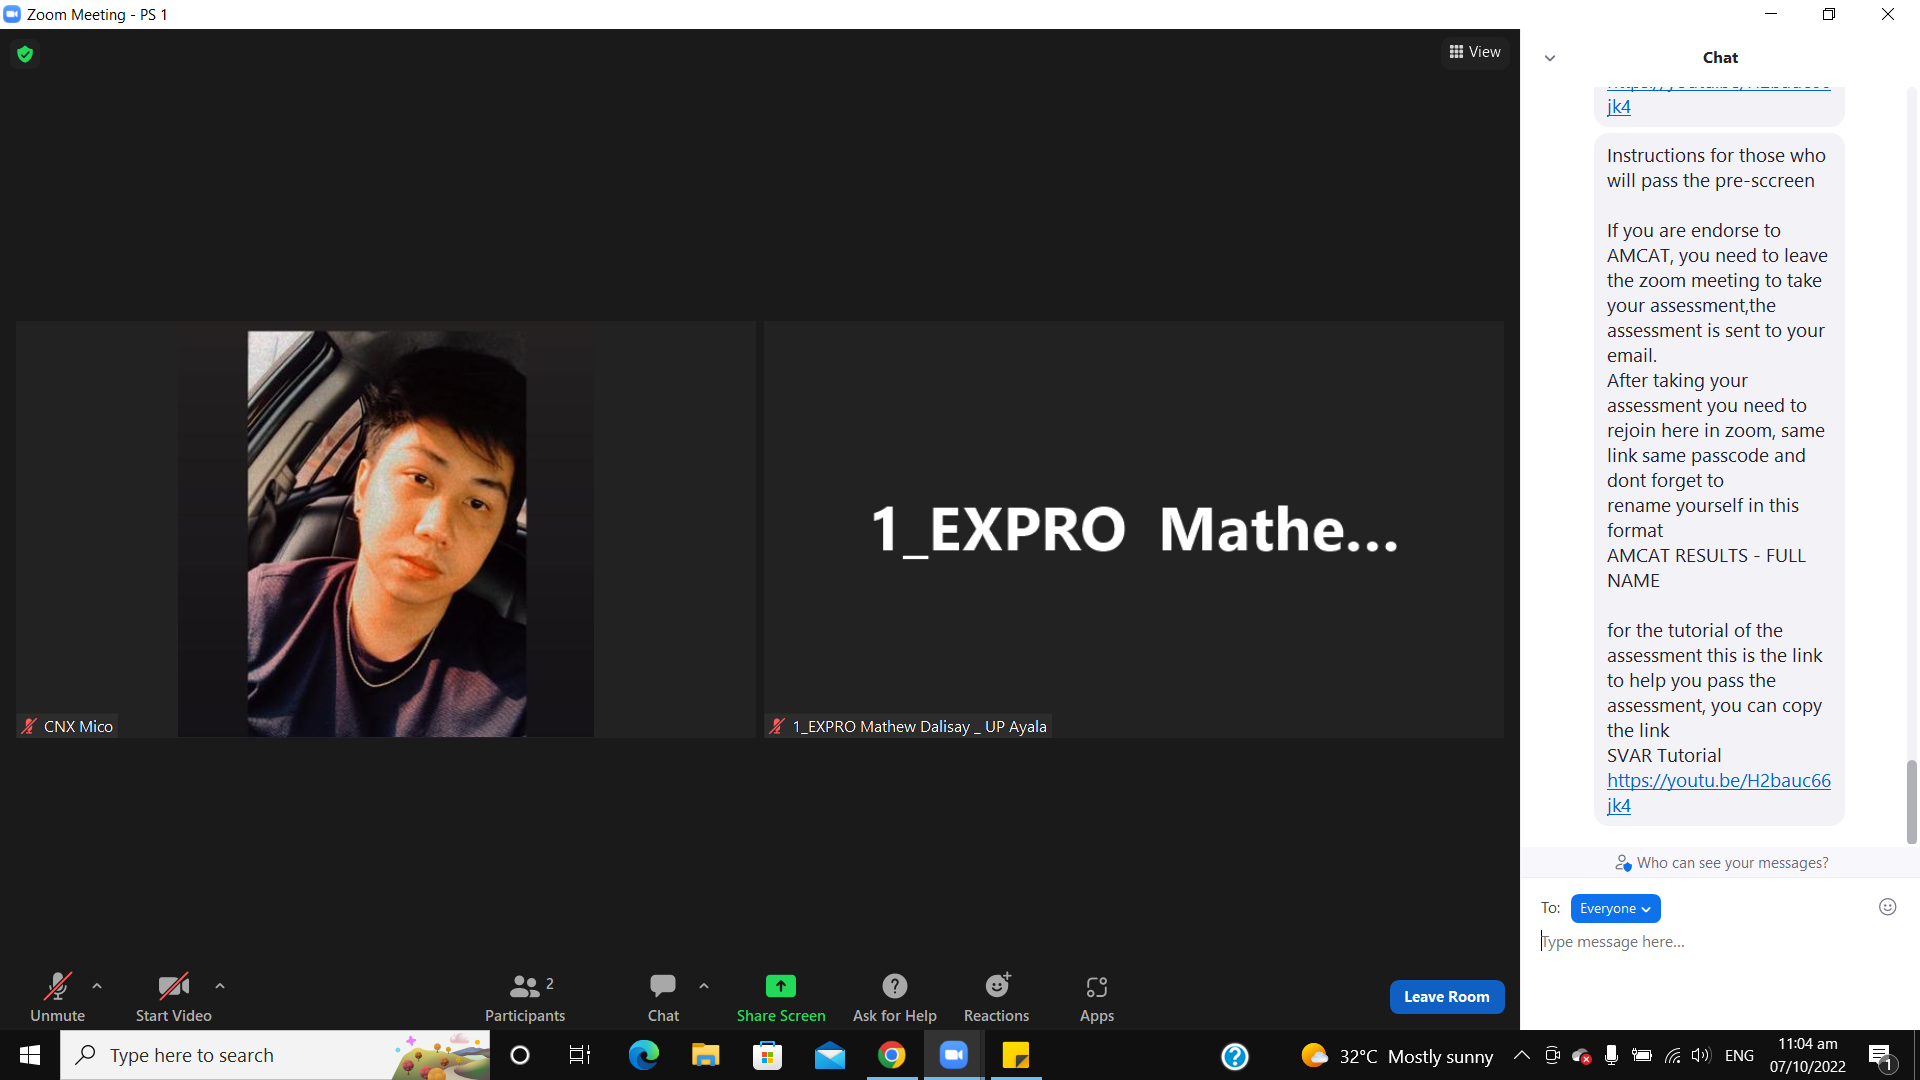 Zoom Meeting - PS 1
View
CNX Mico
1_EXPRO Mathe...
1_EXPRO Mathew Dalisay _ UP Ayala
Chat
jk4
Instructions for those who
will pass the pre-sccreen
If you are endorse to
AMCAT, you need to leave
the zoom meeting to take
your assessment,the
assessment is sent to your
email.
After taking your
assessment you need to
rejoin here in zoom, same
link same passcode and
dont forget to
rename yourself in this
format
AMCAT RESULTS - FULL
NAME
for the tutorial of the
assessment this is the link
to help you pass the
assessment, you can copy
the link
SVAR Tutorial
https://youtu.be/H2bauc66
jk4
Who can see your messages?
To: Everyone
Type message here...
Unmute
Start Video
2
Participants
Chat
Share Screen
Ask for Help
Reactions
Apps
Leave Room
Type here to search
32°C Mostly sunny
ENG
11:04 am
07/10/2022
1